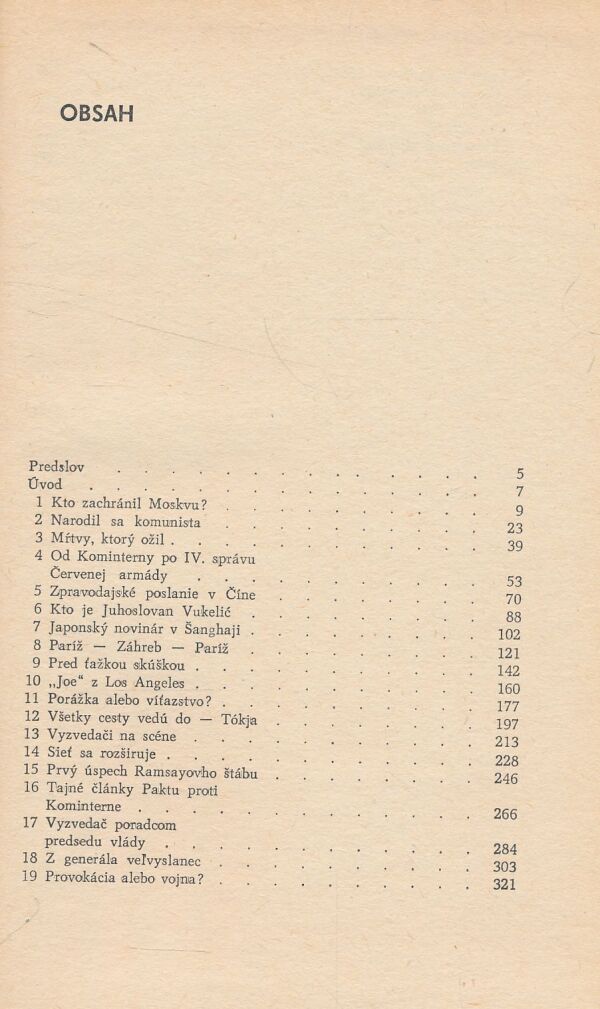 OBSAH
Predslov . . . . . . . . . . . 5
Úvod . . . . . . . . . . . . 7
1 Kto zachránil Moskvu? . . . . . . . . 9
2 Narodil sa komunista . . . . . . . . 23
3 Mŕtvy, ktorý ožil . . . . . . . . . . 39
4 Od Kominterny po IV. správu
Červenej armády . . . . . . . . . 53
5 Zpravodajské poslanie v Číne . . . . . . . 70
6 Kto je Juhoslovan Vukelić . . . . . . . . 88
7 Japonský novinár v Šanghaji . . . . . . . . 102
8 Paríž — Záhreb — Paríž . . . . . . . . 121
9 Pred ťažkou skúškou . . . . . . . . . 142
10 „Joe" z Los Angeles . . . . . . . . . 160
11 Porážka alebo víťazstvo? . . . . . . . . 177
12 Všetky cesty vedú do — Tókja . . . . . . . 197
13 Vyzvedači na scéne . . . . . . . . . 213
14 Sieť sa rozširuje . . . . . . . . . . 228
15 Prvý úspech Ramsayovho štábu . . . . . . . 246
16 Tajné články Paktu proti
Kominterne . . . . . . . . . . . 266
17 Vyzvedač poradcom
predsedu vlády . . . . . . . . . . 284
18 Z generála veľvyslanec . . . . . . . . 303
19 Provokácia alebo vojna? . . . . . . . . 321